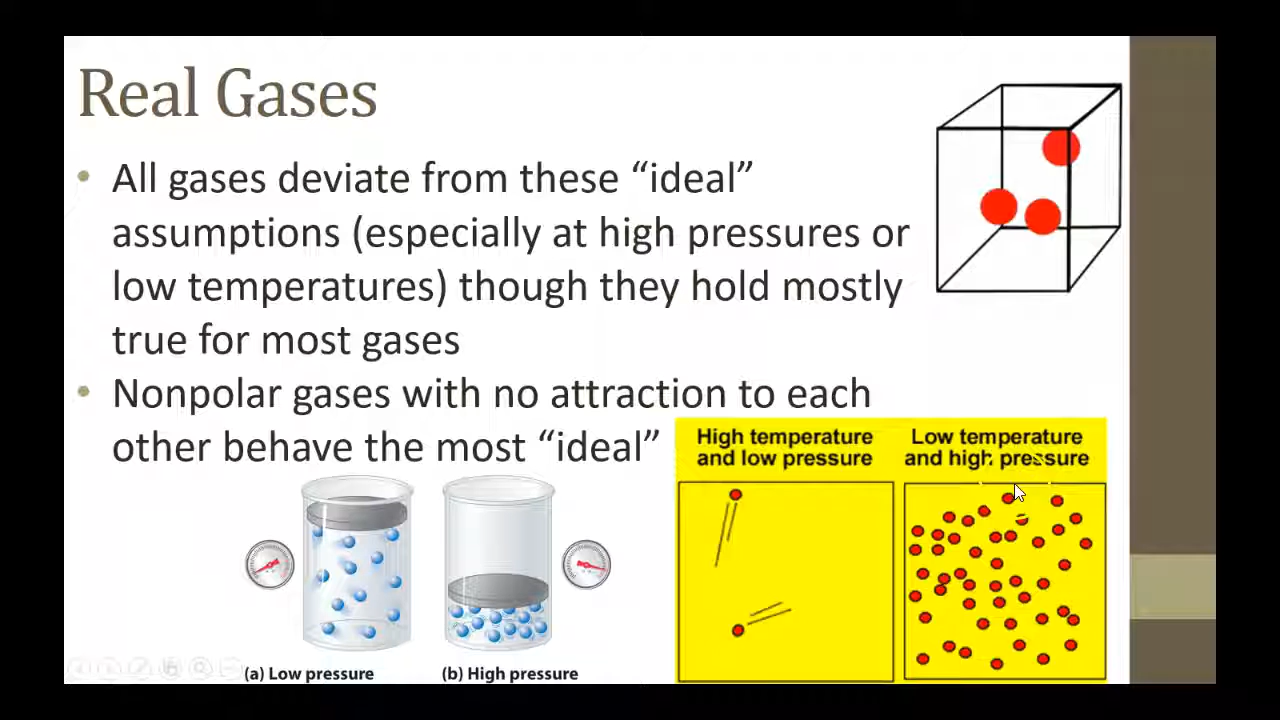 Real Gases
• All gases deviate from these “ideal”
assumptions (especially at high pressures or
low temperatures) though they hold mostly
true for most gases
• Nonpolar gases with no attraction to each
other behave the most “ideal”
High temperature
and low pressure
Low temperature
and high pressure
(a) Low pressure
(b) High pressure